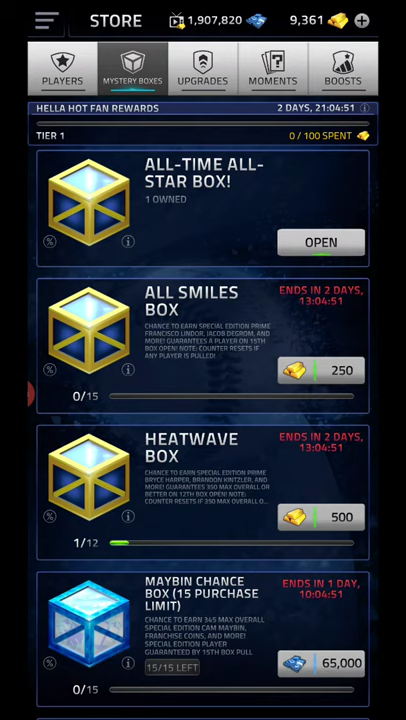 STORE
1,907,820
9,361
PLAYERS
MYSTERY BOXES
UPGRADES
MOMENTS
BOOSTS
HELLA HOT FAN REWARDS
2 DAYS, 21:04:51
TIER 1
0 / 100 SPENT
ALL-TIME ALL-
STAR BOX!
1 OWNED
OPEN
ALL SMILES
BOX
ENDS IN 2 DAYS,
13:04:51
CHANCE TO EARN SPECIAL EDITION PRIME
FRANCISCO LINDOR, JACOB DEGROM, AND
MORE! GUARANTEES A PLAYER ON 15TH
BOX OPEN! NOTE: COUNTER RESETS IF
ANY PLAYER IS PULLED!
250
0/15
HEATWAVE
BOX
ENDS IN 2 DAYS,
13:04:51
CHANCE TO EARN SPECIAL EDITION PRIME
BRYCE HARPER, BRANDON KINTZLER, AND
MORE! GUARANTEES 350 MAX OVERALL OR
BETTER ON 12TH BOX OPEN! NOTE:
COUNTER RESETS IF 350 MAX OVERALL O...
500
1/12
MAYBIN CHANCE
BOX (15 PURCHASE
LIMIT)
ENDS IN 1 DAY,
10:04:51
CHANCE TO EARN 345 MAX OVERALL
SPECIAL EDITION CAM MAYBIN,
FRANCHISE COINS, AND MORE!
SPECIAL EDITION PLAYER
GUARANTEED BY 15TH BOX PULL
15/15 LEFT
65,000
0/15